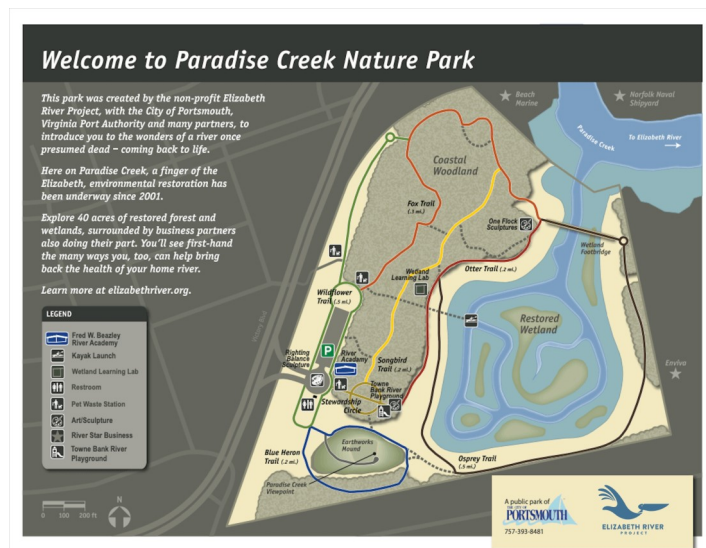 Welcome to Paradise Creek Nature Park
This park was created by the non-profit Elizabeth
River Project, with the City of Portsmouth,
Virginia Port Authority and many partners, to
introduce you to the wonders of a river once
presumed dead – coming back to life.
Here on Paradise Creek, a finger of the
Elizabeth, environmental restoration has
been underway since 2001.
Explore 40 acres of restored forest and
wetlands, surrounded by business partners
also doing their part. You'll see first-hand
the many ways you, too, can help bring
back the health of your home river.
Learn more at elizabethriver.org.
LEGEND
Fred W. Beazley
River Academy
Kayak Launch
Wetland Learning Lab
Restroom
Pet Waste Station
Art/Sculpture
River Star Business
Towne Bank River
Playground
N
0 100 200 ft
Beach
Marine
Norfolk Naval
Shipyard
Paradise Creek
To Elizabeth River
Coastal
Woodland
Fox Trail
(.3 mi.)
One Flock
Sculptures
Wetland
Footbridge
Otter Trail (.2 mi.)
Wetland
Learning Lab
Wildflower
Trail (.5 mi.)
Restored
Wetland
P
Righting
Balance
Sculpture
River
Academy
Songbird
Trail (.2 mi.)
Towne
Bank River
Playground
Stewardship
Circle
Enviva
Blue Heron
Trail (.2 mi.)
Earthworks
Mound
Osprey Trail
(.5 mi.)
Paradise Creek
Viewpoint
A public park of
THE CITY OF
PORTSMOUTH
757-393-8481
ELIZABETH RIVER
PROJECT